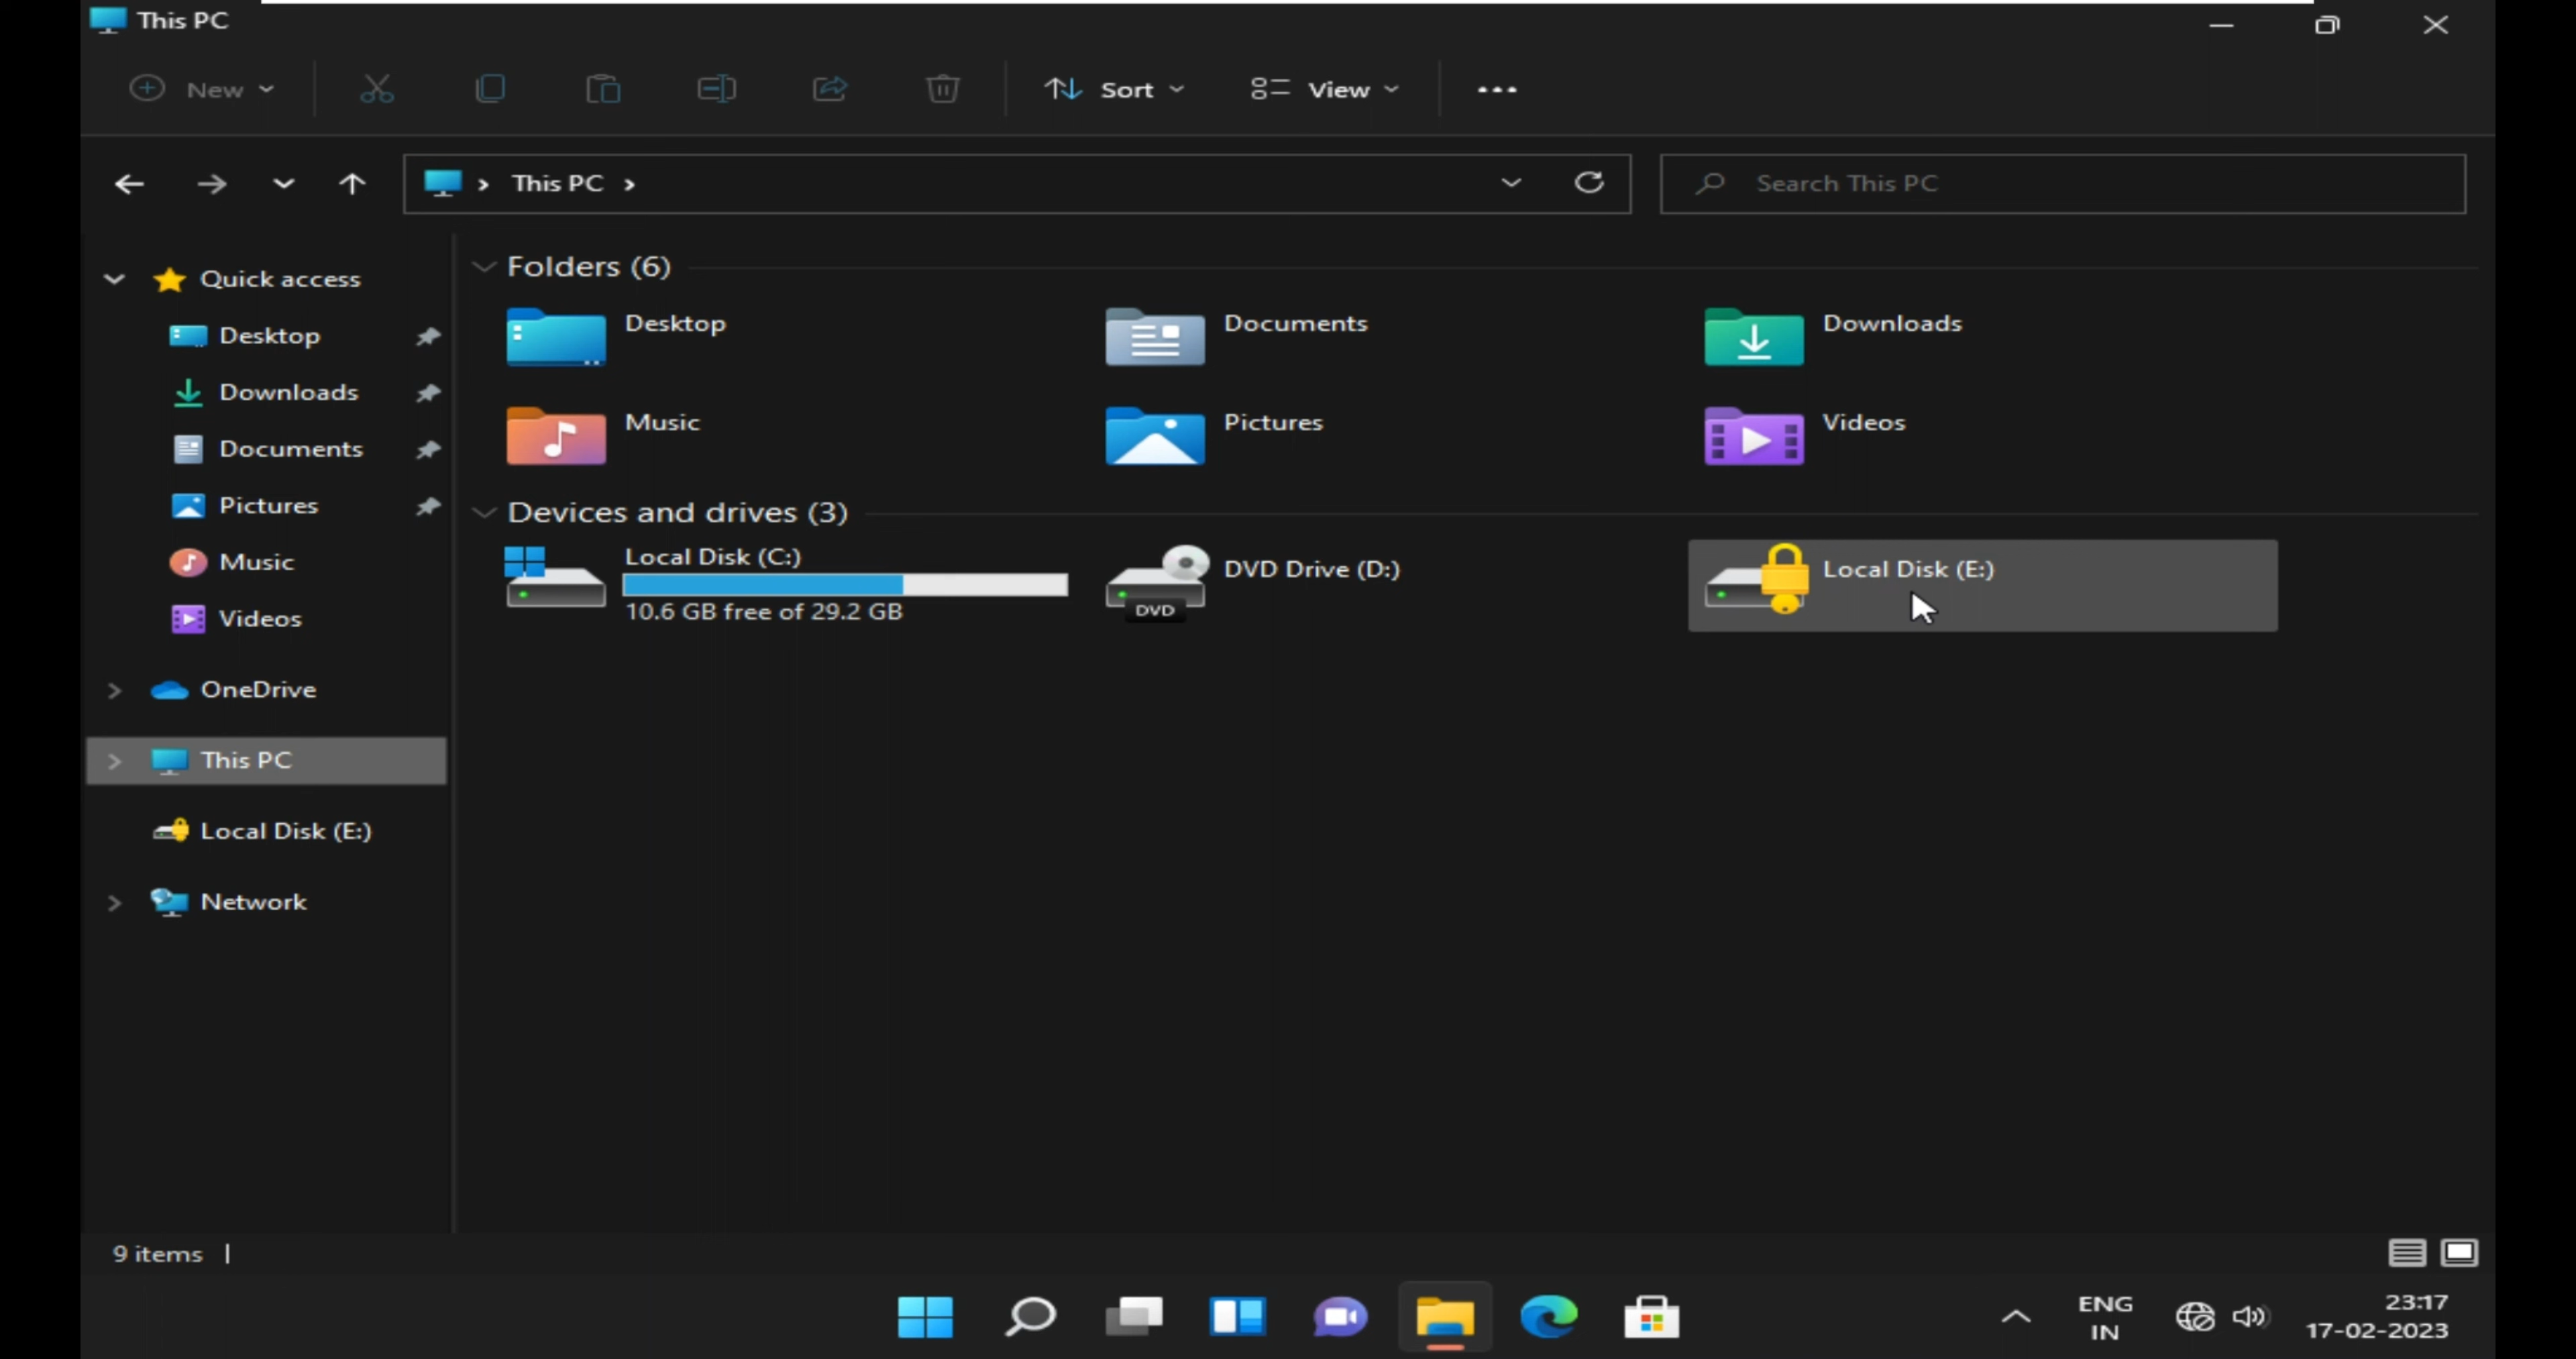 This PC
New
Sort
View
This PC
Search This PC
Quick access
Desktop
Downloads
Documents
Pictures
Music
Videos
OneDrive
This PC
Local Disk (E:)
Network
Folders (6)
Desktop
Documents
Downloads
Music
Pictures
Videos
Devices and drives (3)
Local Disk (C:)
10.6 GB free of 29.2 GB
DVD Drive (D:)
DVD
Local Disk (E:)
9 items
ENG
IN
23:17
17-02-2023